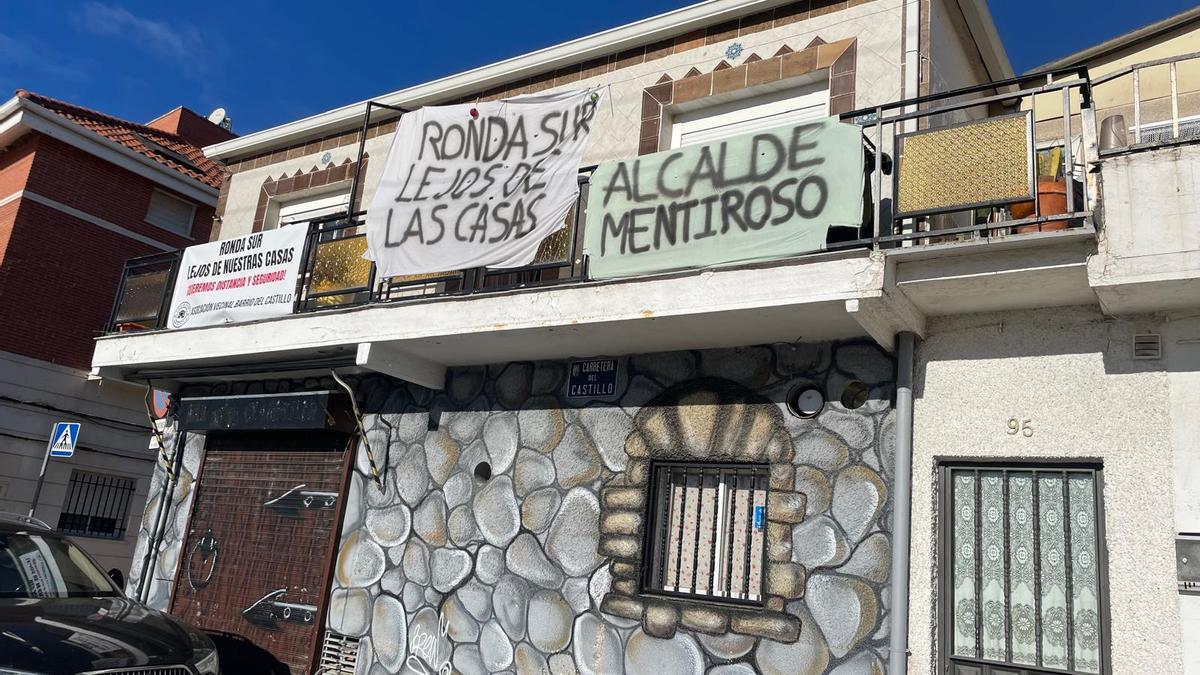 RONDA SUR
LEJOS DE
LAS CASAS
ALCALDE
MENTIROSO
RONDA SUR
LEJOS DE NUESTRAS CASAS
¡QUEREMOS DISTANCIA Y SEGURIDAD!
ASOCIACIÓN VECINAL BARRIO DEL CASTILLO
CARRETERA
DEL
CASTILLO
95